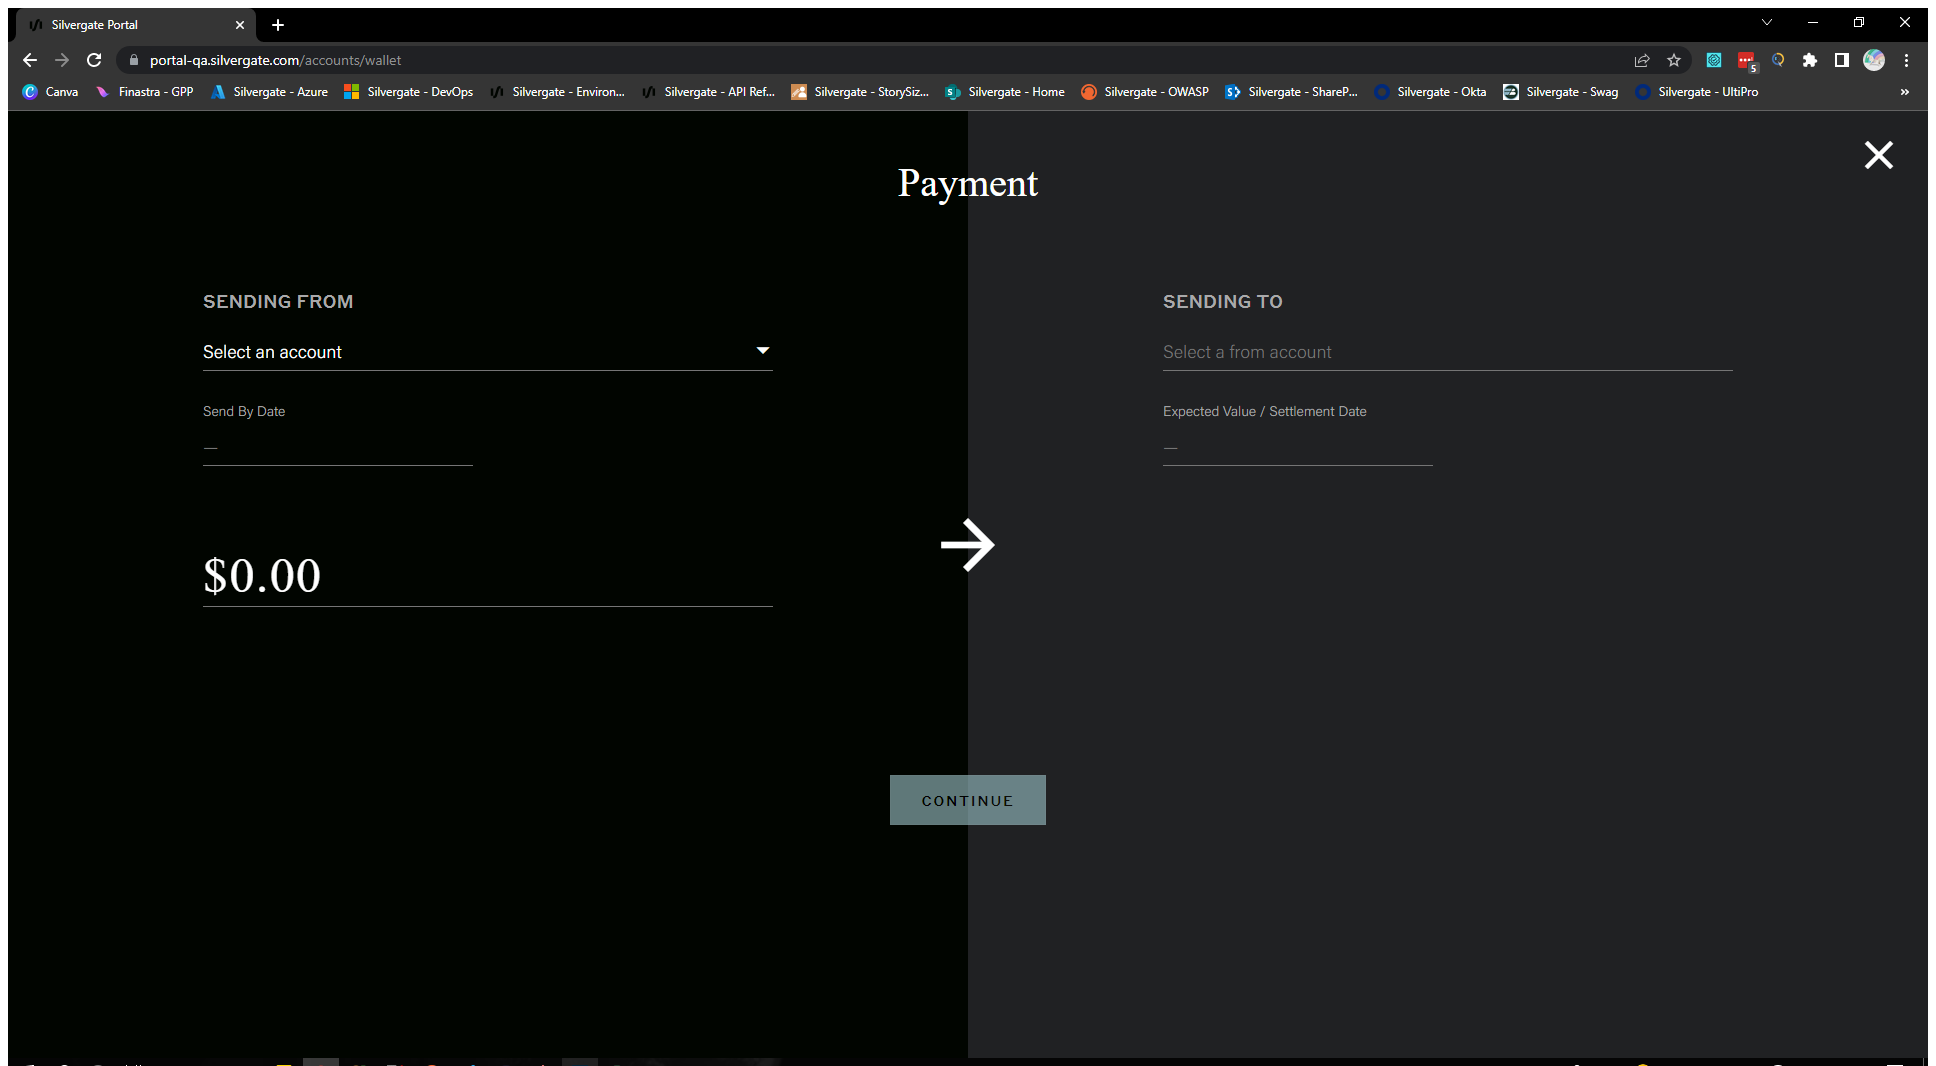 Silvergate Portal
portal-qa.silvergate.com/accounts/wallet
5
Canva Finastra - GPP Silvergate - Azure Silvergate - DevOps Silvergate - Environ... Silvergate - API Ref... Silvergate - StorySiz... Silvergate - Home Silvergate - OWASP Silvergate - ShareP... Silvergate - Okta Silvergate - Swag Silvergate - UltiPro »
Payment
SENDING FROM
Select an account
Send By Date
—
$0.00
SENDING TO
Select a from account
Expected Value / Settlement Date
—
CONTINUE